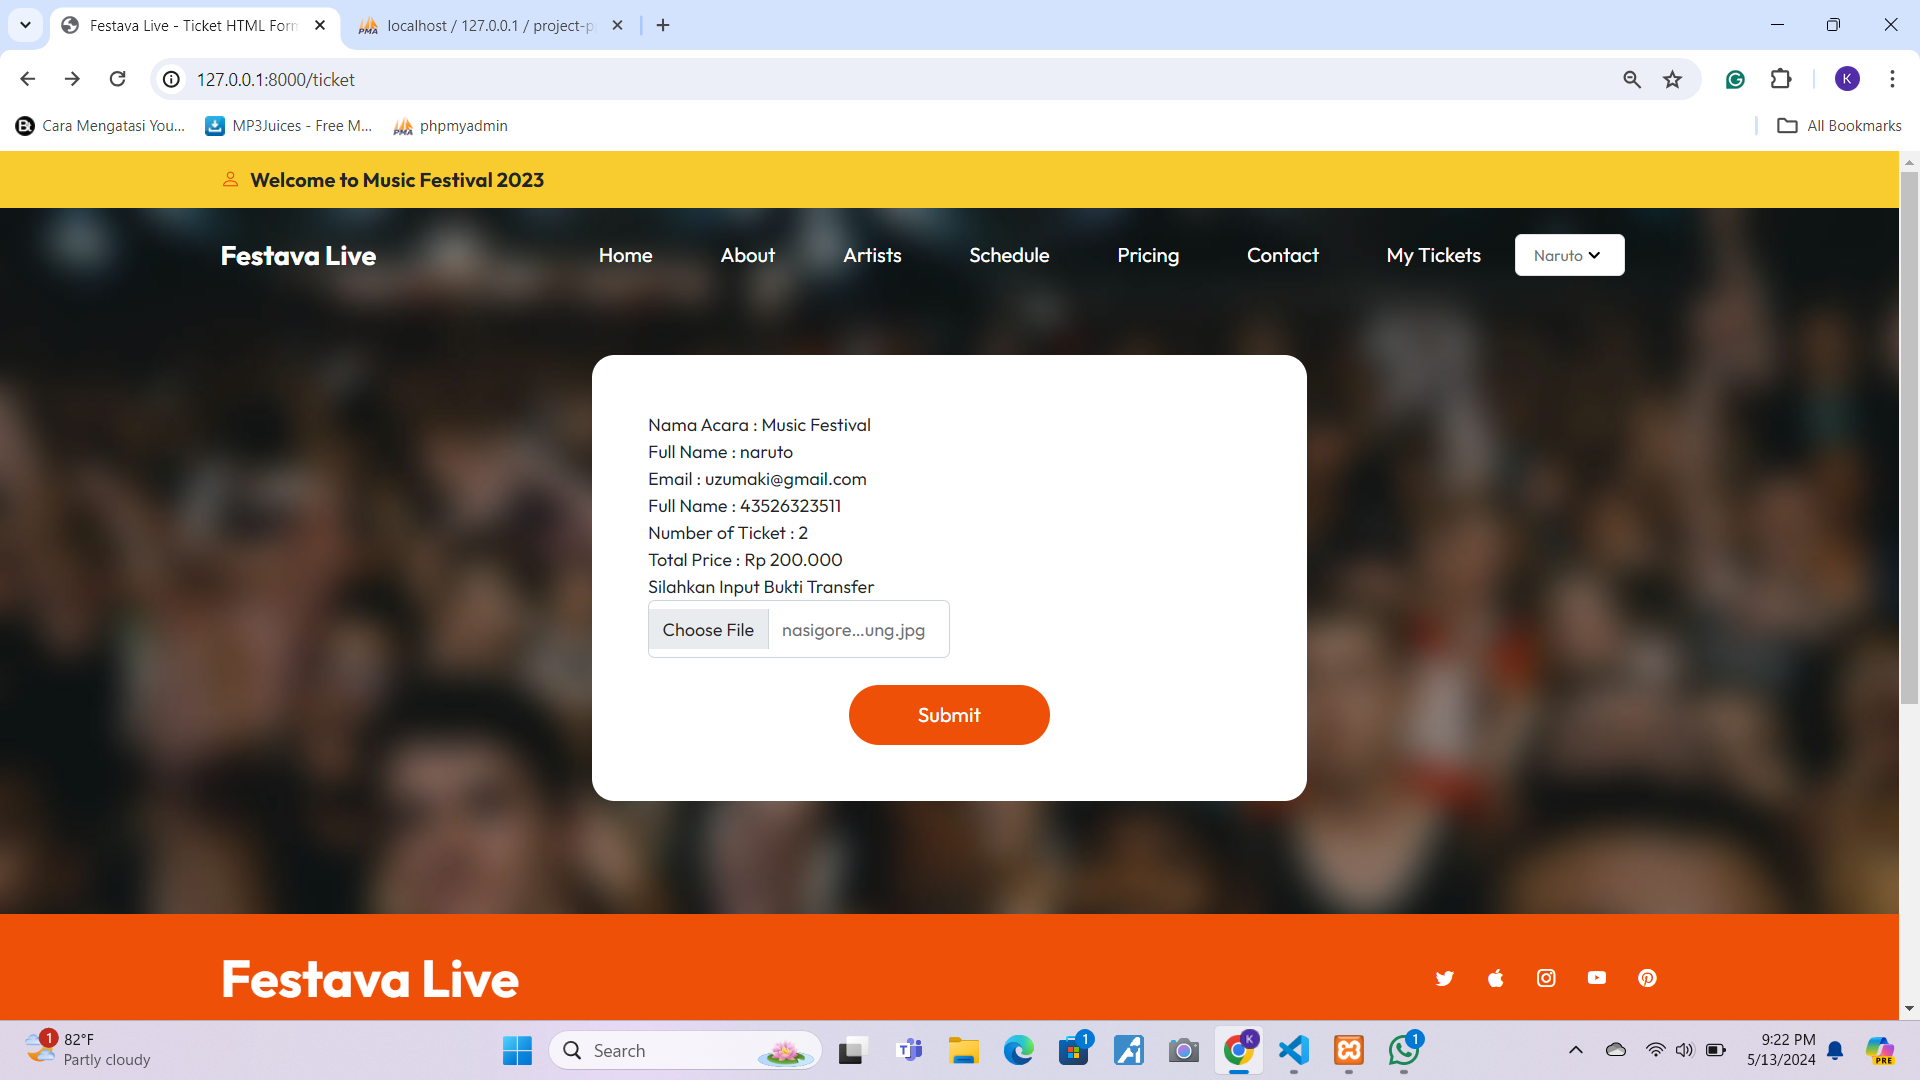 Festava Live - Ticket HTML Form
localhost / 127.0.0.1 / project-p
127.0.0.1:8000/ticket
K
Cara Mengatasi You...
MP3Juices - Free M...
phpmyadmin
All Bookmarks
Welcome to Music Festival 2023
Festava Live
Home
About
Artists
Schedule
Pricing
Contact
My Tickets
Naruto
Nama Acara : Music Festival
Full Name : naruto
Email : uzumaki@gmail.com
Full Name : 43526323511
Number of Ticket : 2
Total Price : Rp 200.000
Silahkan Input Bukti Transfer
Choose File
nasigore...ung.jpg
Submit
Festava Live
1
82°F
Partly cloudy
Search
1
K
1
9:22 PM
5/13/2024
PRE